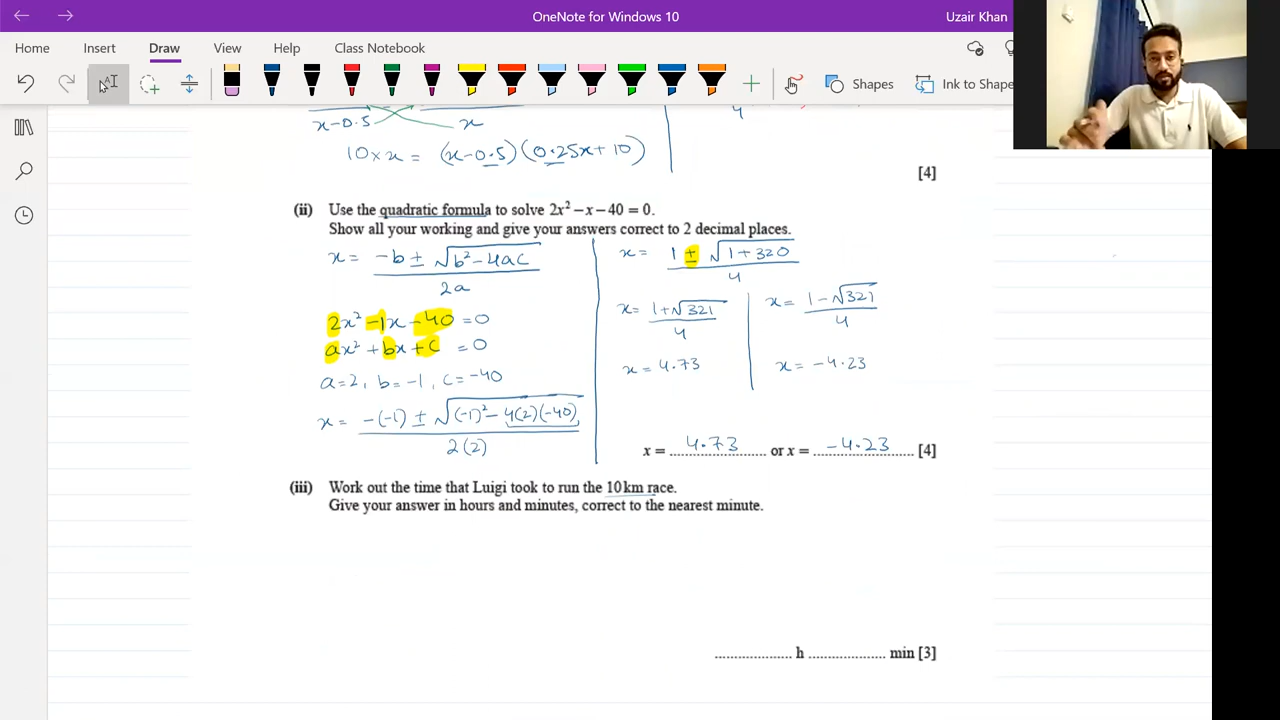 OneNote for Windows 10
Uzair Khan
Home Insert Draw View Help Class Notebook
Shapes
Ink to Shape
x-0.5 x
4
10×x = (x-0.5)(0.25x+10)
[4]
(ii) Use the quadratic formula to solve 2x² – x – 40 = 0.
Show all your working and give your answers correct to 2 decimal places.
x = -b ± √b²-4ac / 2a
2x² -1x -40 = 0
ax² + bx + c = 0
a=2, b=-1, c=-40
x = -(-1) ± √(-1)² - 4(2)(-40) / 2(2)
x = 1 ± √1+320 / 4
x = 1+√321 / 4
x = 4.73
x = 1-√321 / 4
x = -4.23
x = 4.73 or x = -4.23 [4]
(iii) Work out the time that Luigi took to run the 10 km race.
Give your answer in hours and minutes, correct to the nearest minute.
.................... h .................... min [3]